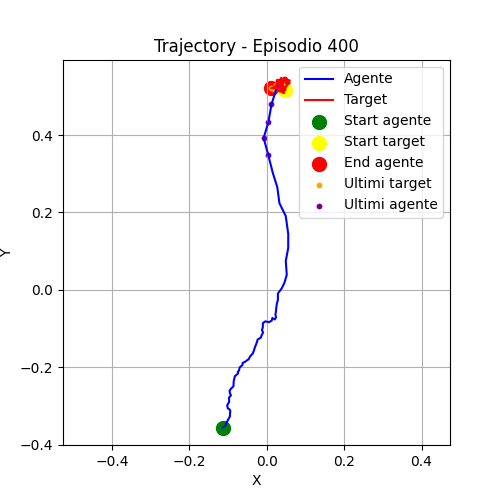 Trajectory - Episodio 400
Agente
Target
Start agente
Start target
End agente
Ultimi target
Ultimi agente
Y
0.4
0.2
0.0
−0.2
−0.4
−0.4
−0.2
0.0
0.2
0.4
X